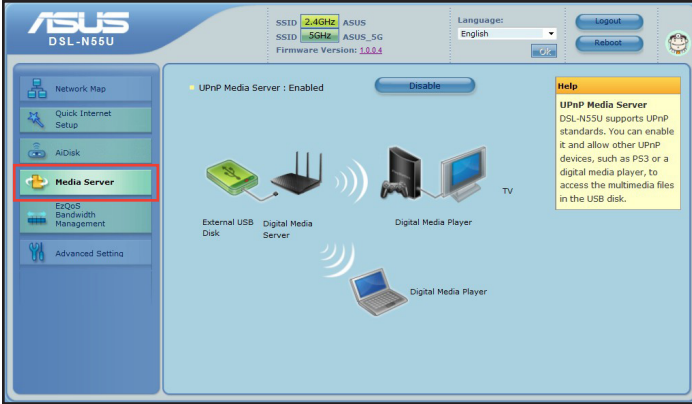 ASUS
DSL-N55U
SSID 2.4GHz ASUS
SSID 5GHz ASUS_5G
Firmware Version: 1.0.0.4
Language:
English
OK
Logout
Reboot
Network Map
Quick Internet
Setup
AiDisk
Media Server
EzQoS
Bandwidth
Management
Advanced Setting
UPnP Media Server : Enabled
Disable
External USB
Disk
Digital Media
Server
Digital Media Player
TV
Digital Media Player
Help
UPnP Media Server
DSL-N55U supports UPnP
standards. You can enable
it and allow other UPnP
devices, such as PS3 or a
digital media player, to
access the multimedia files
in the USB disk.